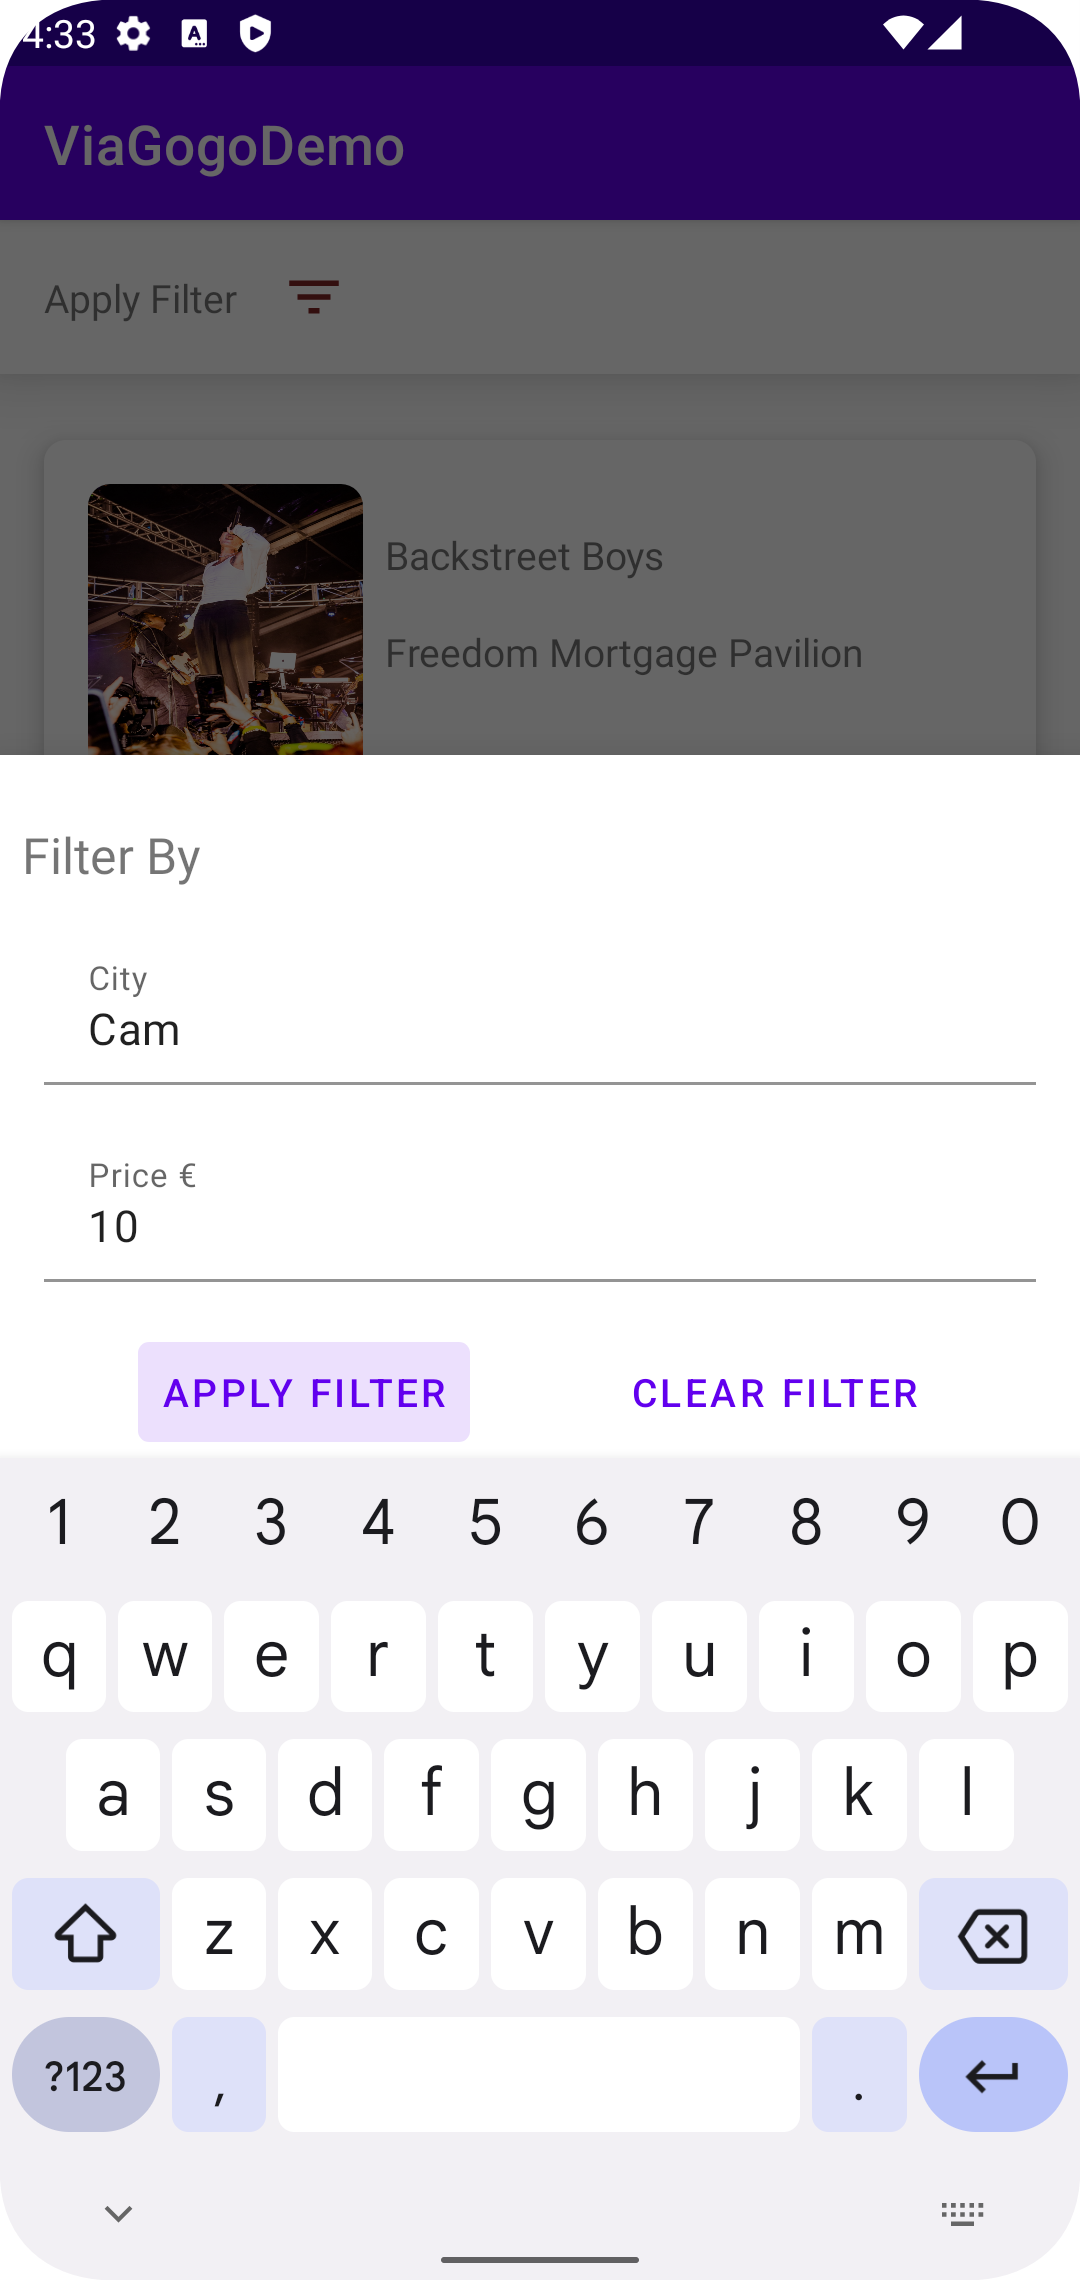 4:33
ViaGogoDemo
Apply Filter
Backstreet Boys
Freedom Mortgage Pavilion
Filter By
City
Cam
Price €
10
APPLY FILTER CLEAR FILTER
1 2 3 4 5 6 7 8 9 0
q w e r t y u i o p
a s d f g h j k l
z x c v b n m
?123 , .